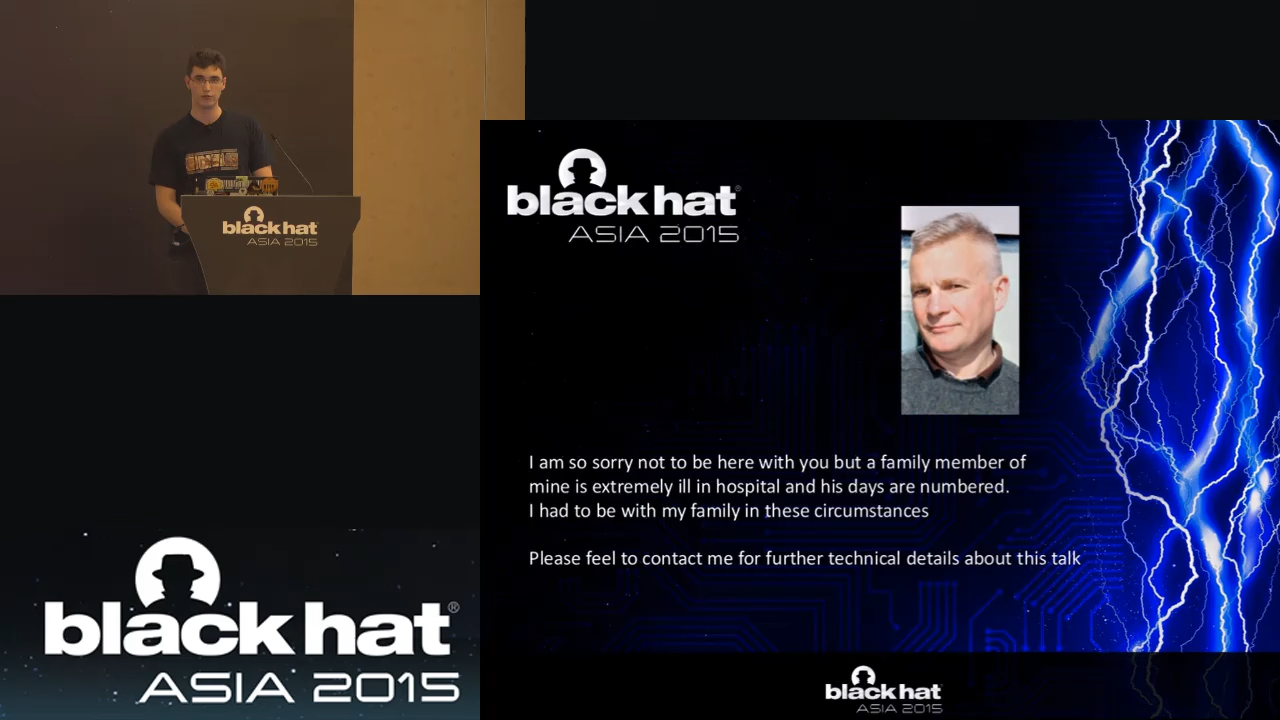 black hat
ASIA 2015
black hat®
ASIA 2015
I am so sorry not to be here with you but a family member of
mine is extremely ill in hospital and his days are numbered.
I had to be with my family in these circumstances
Please feel to contact me for further technical details about this talk
black hat®
ASIA 2015
black hat
ASIA 2015